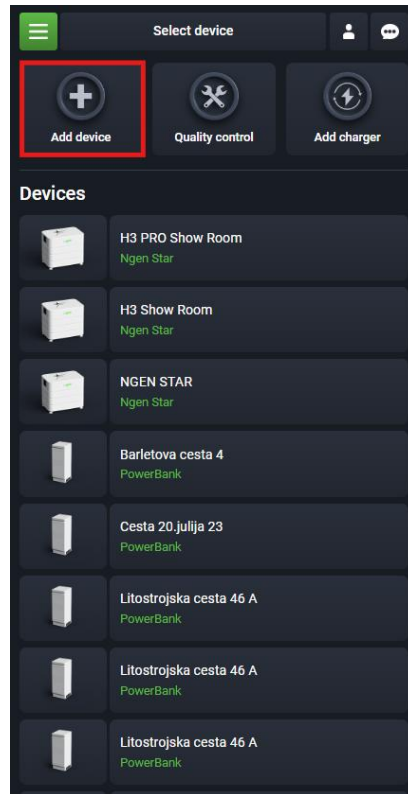 Select device
Add device
Quality control
Add charger
Devices
H3 PRO Show Room
Ngen Star
H3 Show Room
Ngen Star
NGEN STAR
Ngen Star
Barletova cesta 4
PowerBank
Cesta 20.julija 23
PowerBank
Litostrojska cesta 46 A
PowerBank
Litostrojska cesta 46 A
PowerBank
Litostrojska cesta 46 A
PowerBank